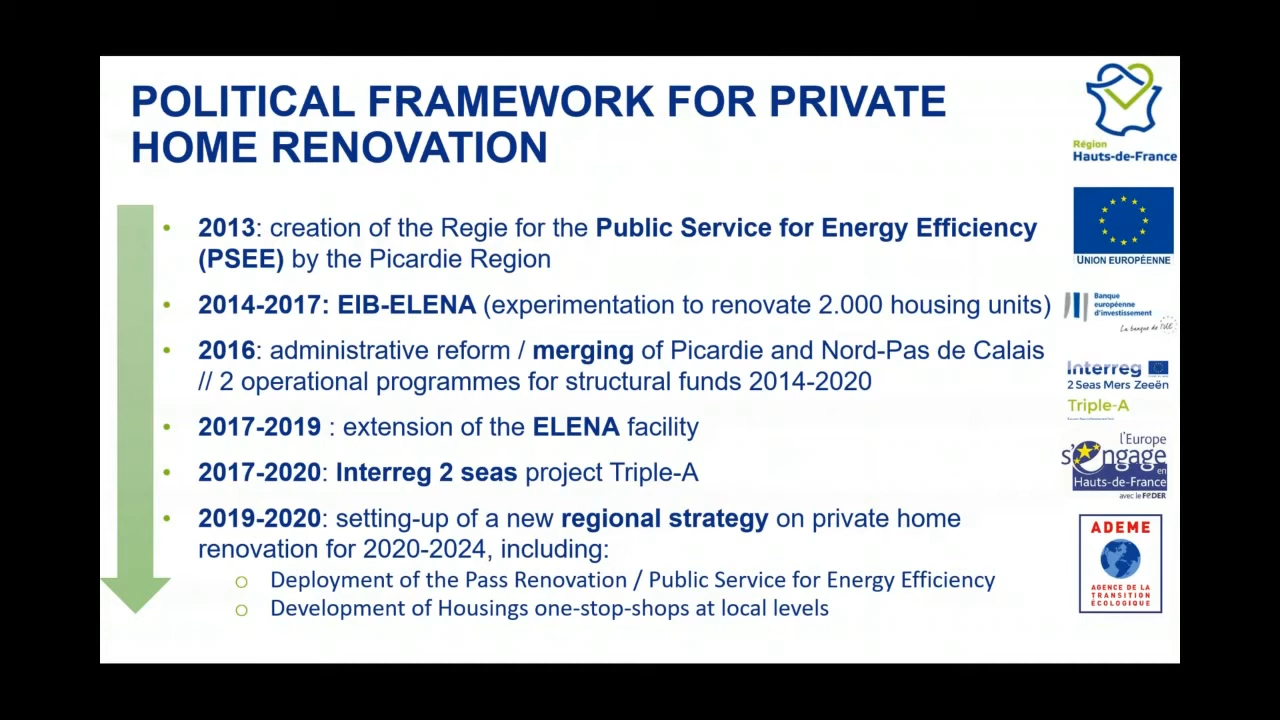 POLITICAL FRAMEWORK FOR PRIVATE
HOME RENOVATION
• 2013: creation of the Regie for the Public Service for Energy Efficiency
(PSEE) by the Picardie Region
• 2014-2017: EIB-ELENA (experimentation to renovate 2.000 housing units)
• 2016: administrative reform / merging of Picardie and Nord-Pas de Calais
// 2 operational programmes for structural funds 2014-2020
• 2017-2019 : extension of the ELENA facility
• 2017-2020: Interreg 2 seas project Triple-A
• 2019-2020: setting-up of a new regional strategy on private home
renovation for 2020-2024, including:
o Deployment of the Pass Renovation / Public Service for Energy Efficiency
o Development of Housings one-stop-shops at local levels
Région
Hauts-de-France
UNION EUROPÉENNE
Banque
européenne
d'investissement
La banque de l'UE
Interreg
2 Seas Mers Zeeën
Triple-A
l'Europe
s'engage
en
Hauts-de-France
avec le FEDER
ADEME
AGENCE DE LA
TRANSITION
ÉCOLOGIQUE